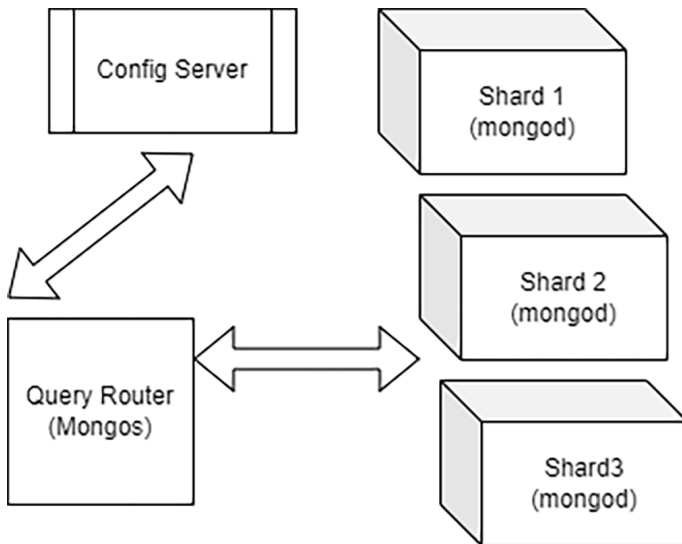 Config Server
Shard 1
(mongod)
Shard 2
(mongod)
Query Router
(Mongos)
Shard3
(mongod)